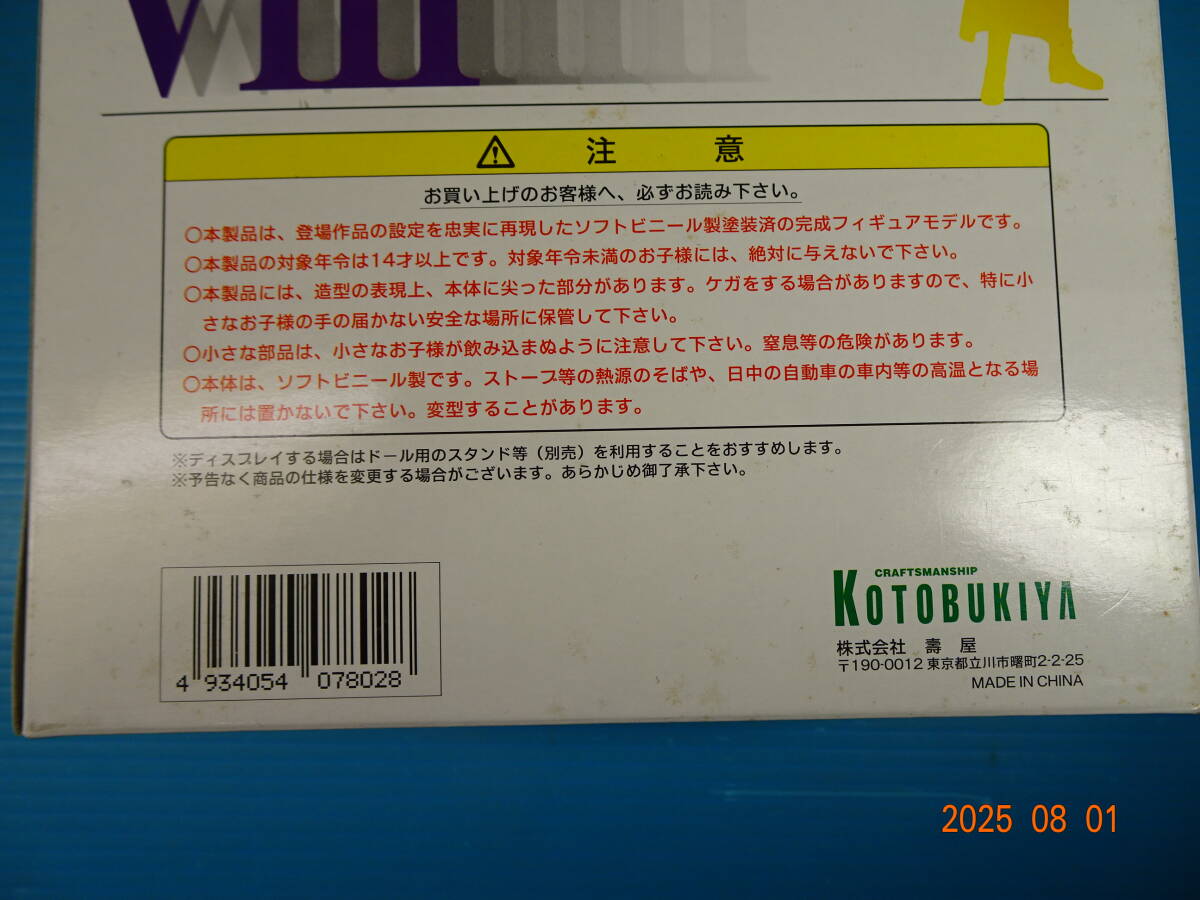 VIII
注 意
お買い上げのお客様へ、必ずお読み下さい。
○本製品は、登場作品の設定を忠実に再現したソフトビニール製塗装済の完成フィギュアモデルです。
○本製品の対象年令は14才以上です。対象年令未満のお子様には、絶対に与えないで下さい。
○本製品には、造型の表現上、本体に尖った部分があります。ケガをする場合がありますので、特に小
さなお子様の手の届かない安全な場所に保管して下さい。
○小さな部品は、小さなお子様が飲み込まぬように注意して下さい。窒息等の危険があります。
○本体は、ソフトビニール製です。ストーブ等の熱源のそばや、日中の自動車の車内等の高温となる場
所には置かないで下さい。変型することがあります。
※ディスプレイする場合はドール用のスタンド等（別売）を利用することをおすすめします。
※予告なく商品の仕様を変更する場合がございます。あらかじめ御了承下さい。
4 934054 078028
CRAFTSMANSHIP
KOTOBUKIYA
株式会社 壽 屋
〒190-0012 東京都立川市曙町2-2-25
MADE IN CHINA
2025 08 01